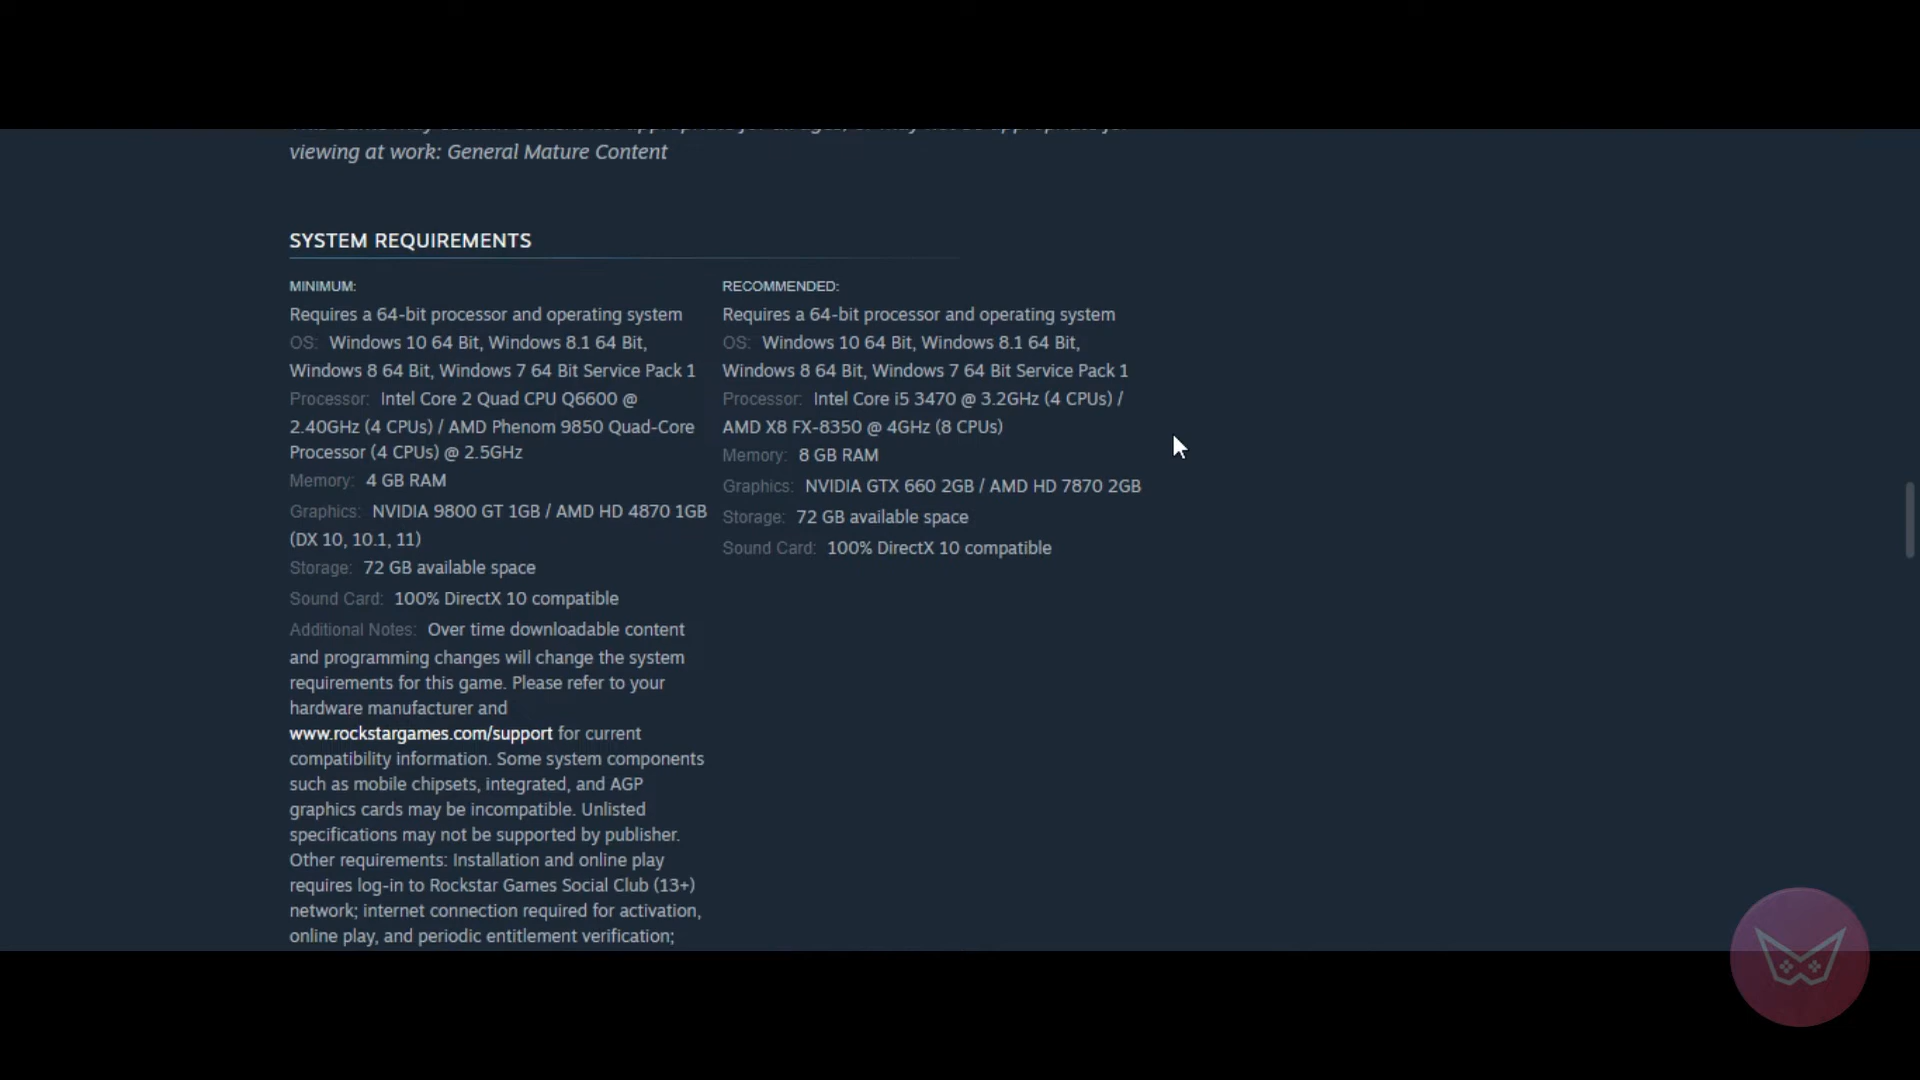 viewing at work: General Mature Content
SYSTEM REQUIREMENTS
MINIMUM:
Requires a 64-bit processor and operating system
OS: Windows 10 64 Bit, Windows 8.1 64 Bit,
Windows 8 64 Bit, Windows 7 64 Bit Service Pack 1
Processor: Intel Core 2 Quad CPU Q6600 @
2.40GHz (4 CPUs) / AMD Phenom 9850 Quad-Core
Processor (4 CPUs) @ 2.5GHz
Memory: 4 GB RAM
Graphics: NVIDIA 9800 GT 1GB / AMD HD 4870 1GB
(DX 10, 10.1, 11)
Storage: 72 GB available space
Sound Card: 100% DirectX 10 compatible
Additional Notes: Over time downloadable content
and programming changes will change the system
requirements for this game. Please refer to your
hardware manufacturer and
www.rockstargames.com/support for current
compatibility information. Some system components
such as mobile chipsets, integrated, and AGP
graphics cards may be incompatible. Unlisted
specifications may not be supported by publisher.
Other requirements: Installation and online play
requires log-in to Rockstar Games Social Club (13+)
network; internet connection required for activation,
online play, and periodic entitlement verification;
RECOMMENDED:
Requires a 64-bit processor and operating system
OS: Windows 10 64 Bit, Windows 8.1 64 Bit,
Windows 8 64 Bit, Windows 7 64 Bit Service Pack 1
Processor: Intel Core i5 3470 @ 3.2GHz (4 CPUs) /
AMD X8 FX-8350 @ 4GHz (8 CPUs)
Memory: 8 GB RAM
Graphics: NVIDIA GTX 660 2GB / AMD HD 7870 2GB
Storage: 72 GB available space
Sound Card: 100% DirectX 10 compatible